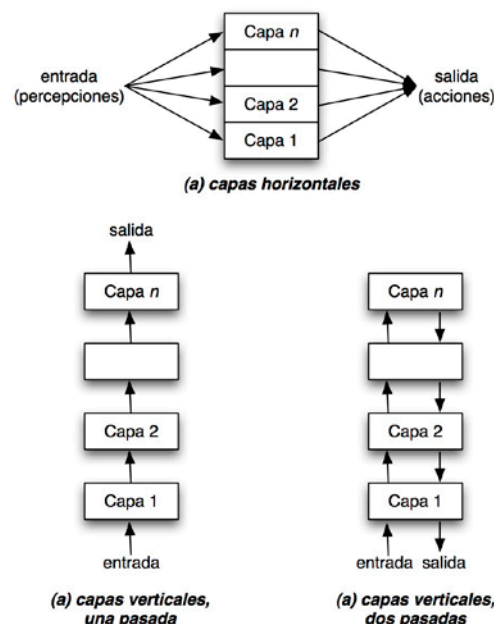 Capa n
entrada
(percepciones)
salida
(acciones)
Capa 2
Capa 1
(a) capas horizontales
salida
Capa n
Capa 2
Capa 1
entrada
(a) capas verticales,
una pasada
Capa n
Capa 2
Capa 1
entrada salida
(a) capas verticales,
dos pasadas